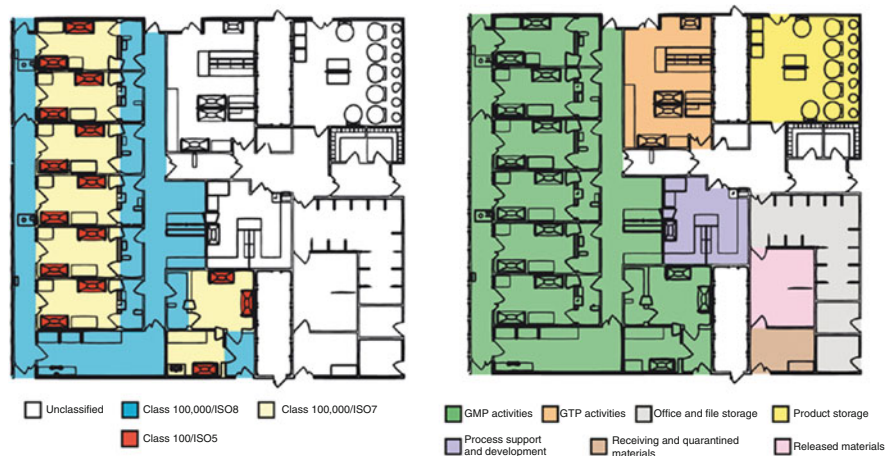 Unclassified
Class 100,000/ISO8
Class 100,000/ISO7
Class 100/ISO5
GMP activities
GTP activities
Office and file storage
Product storage
Process support
and development
Receiving and quarantined
materials
Released materials